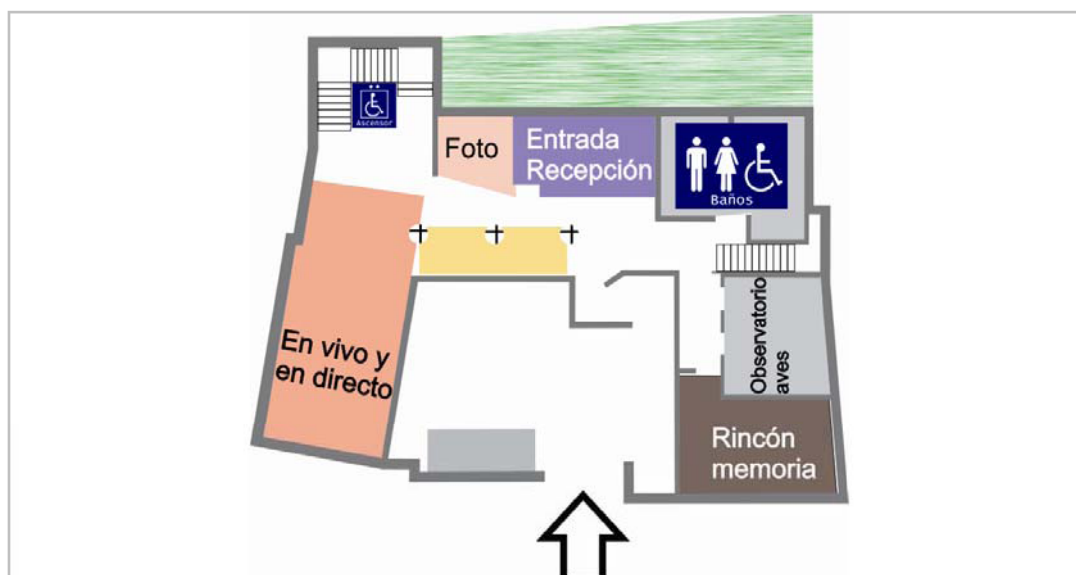 Ascensor
Foto
Entrada
Recepción
Baños
En vivo y
en directo
Observatorio
aves
Rincón
memoria